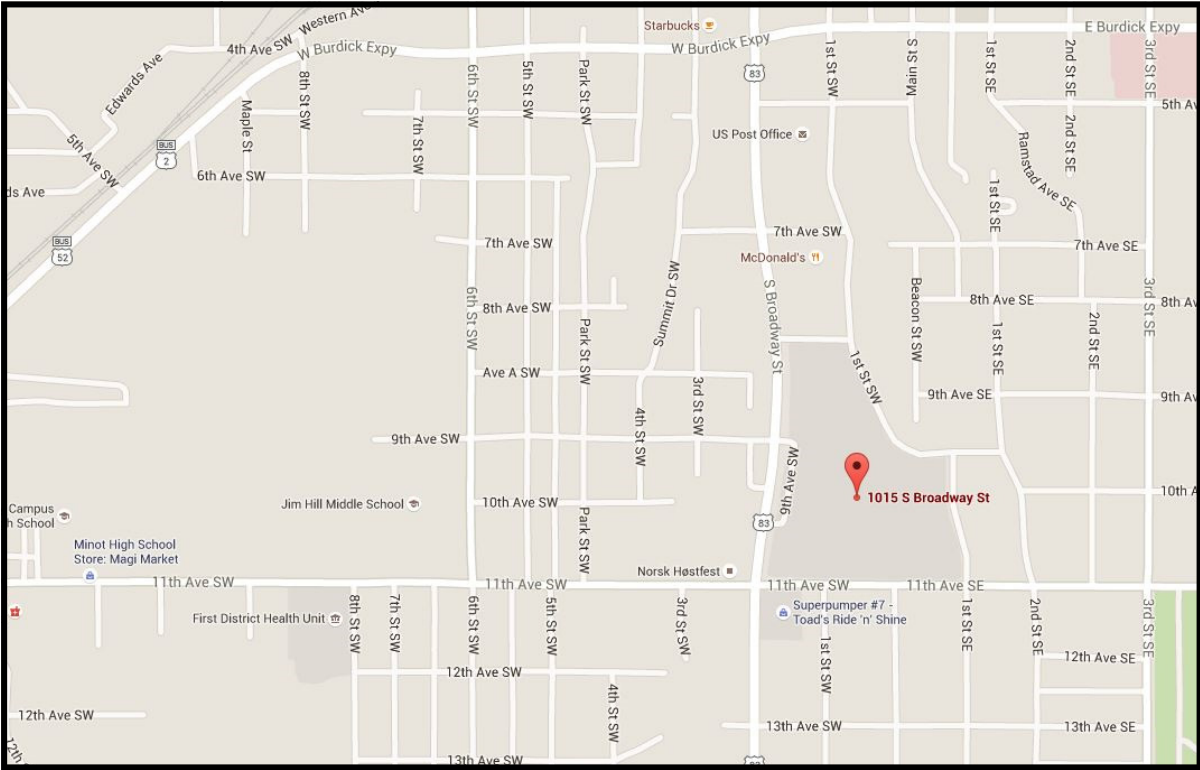 Western Ave
Starbucks
E Burdick Expy
4th Ave SW
W Burdick Expy
W Burdick Expy
Edwards Ave
83
Maple St
8th St SW
6th St SW
5th St SW
Park St SW
1st St SW
Main St S
1st St SE
2nd St SE
3rd St SE
5th Av
7th St SW
US Post Office
2nd St SE
Ramstad Ave SE
5th Ave SW
BUS
2
6th Ave SW
ds Ave
1st St SE
7th Ave SW
7th Ave SW
7th Ave SE
BUS
52
McDonald's
Summit Dr SW
S Broadway St
Beacon St SW
8th Ave SE
3rd St SE
8th Av
6th St SW
8th Ave SW
Park St SW
1st St SE
2nd St SE
1st St SW
Ave A SW
3rd St SW
9th Ave SE
9th Av
4th St SW
9th Ave SW
9th Ave SW
1015 S Broadway St
10th A
Jim Hill Middle School
10th Ave SW
Park St SW
83
Campus
h School
Minot High School
Store: Magi Market
Norsk Høstfest
11th Ave SW
11th Ave SW
11th Ave SW
11th Ave SE
First District Health Unit
8th St SW
7th St SW
6th St SW
5th St SW
3rd St SW
Superpumper #7 -
Toad's Ride 'n' Shine
1st St SW
1st St SE
2nd St SE
3rd St SE
12th Ave SW
12th Ave SE
4th St SW
12th Ave SW
13th Ave SW
13th Ave SE
12th
13th Ave SW
83